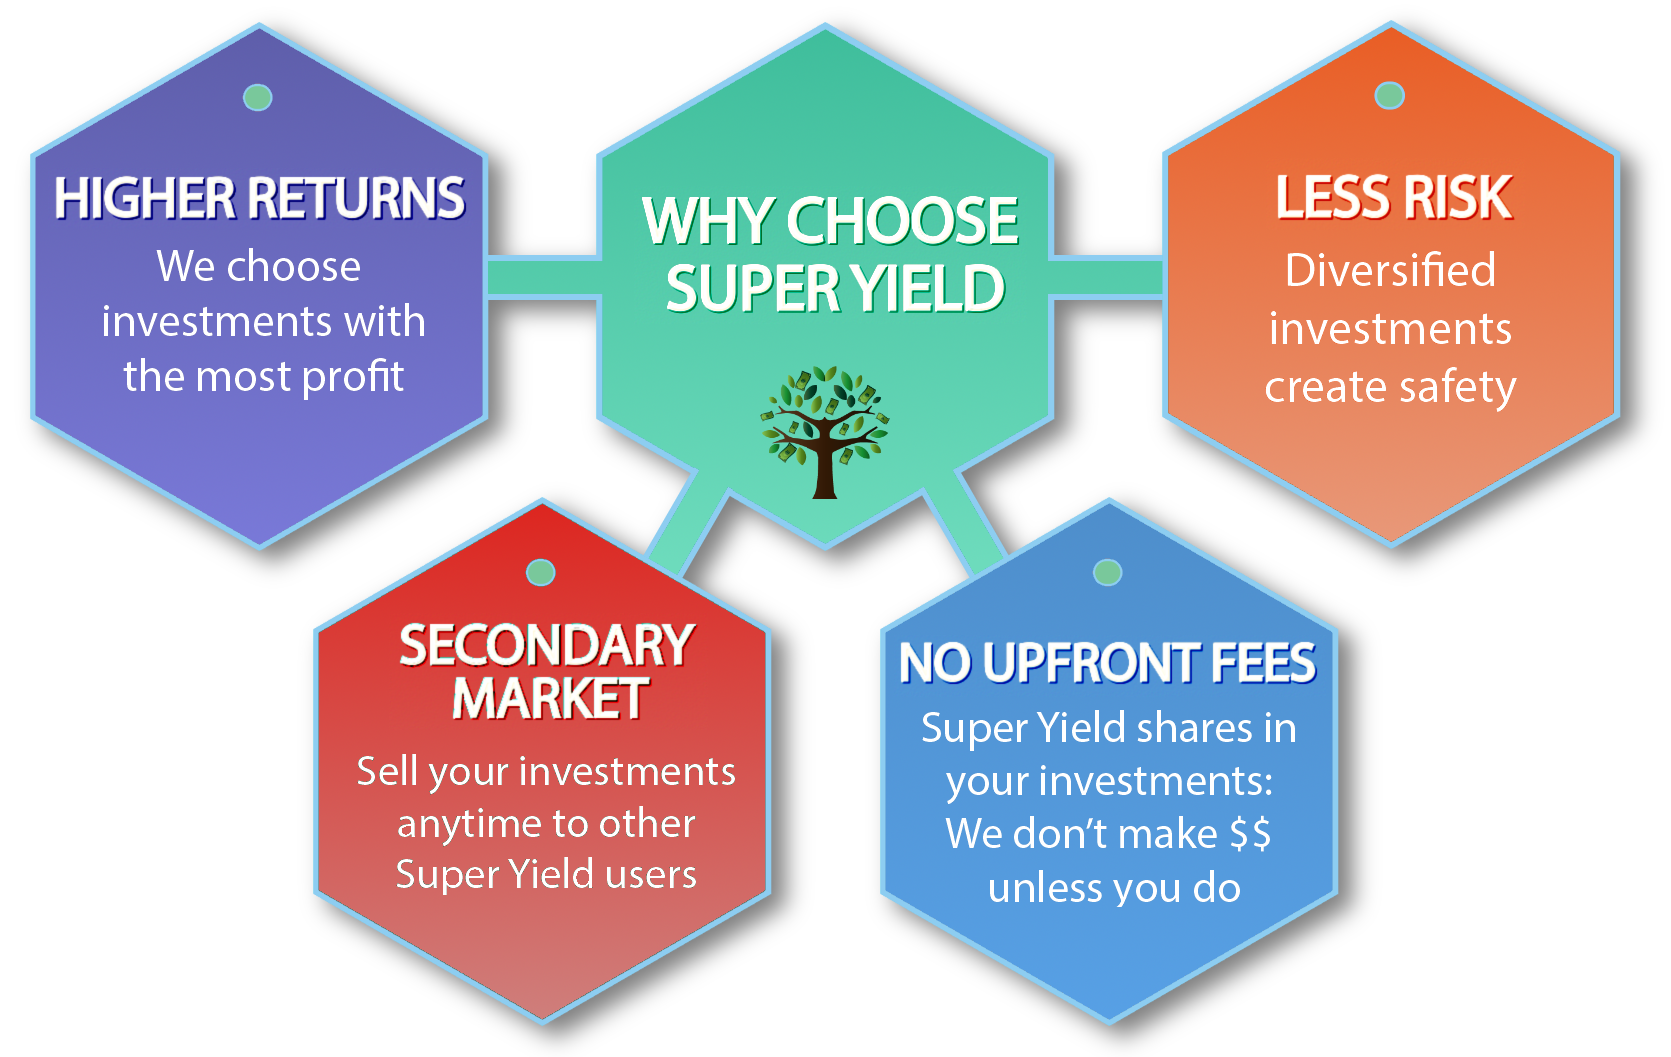 HIGHER RETURNS
We choose
investments with
the most profit
WHY CHOOSE
SUPER YIELD
LESS RISK
Diversified
investments
create safety
SECONDARY
MARKET
Sell your investments
anytime to other
Super Yield users
NO UPFRONT FEES
Super Yield shares in
your investments:
We don’t make $$
unless you do